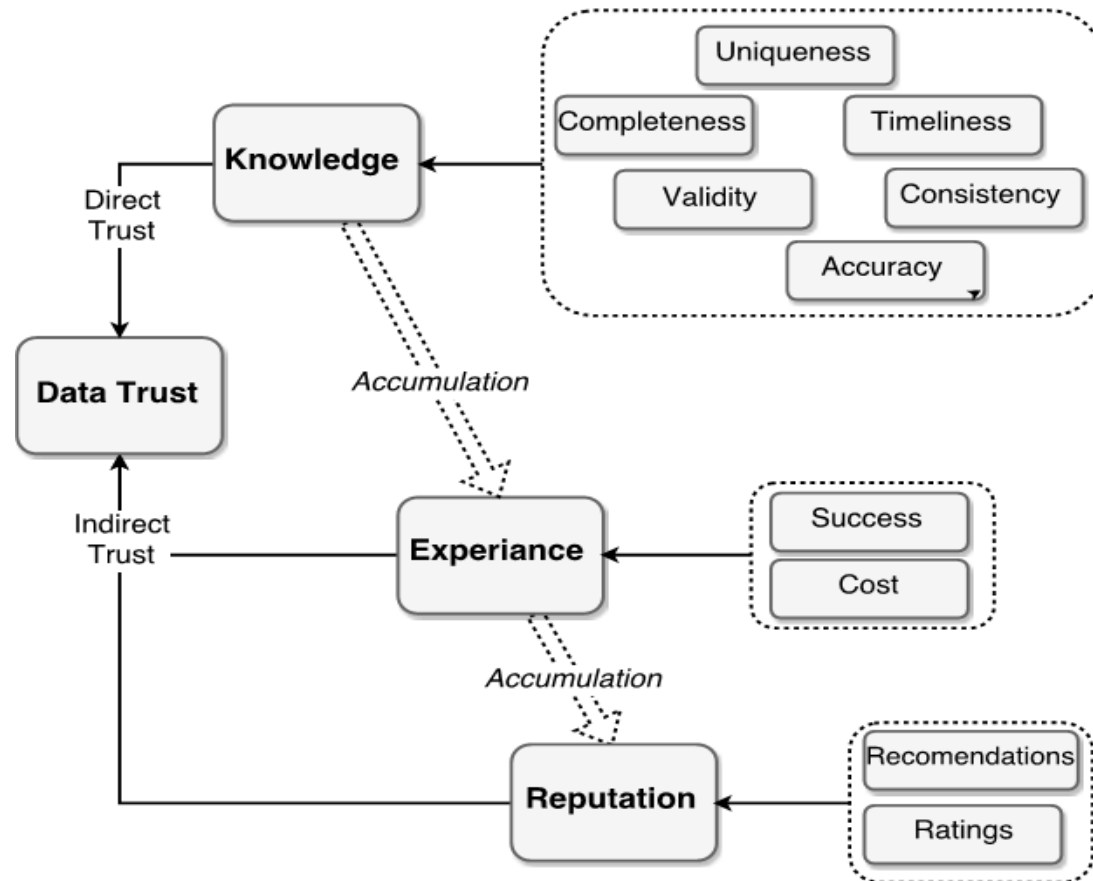 Uniqueness
Completeness
Timeliness
Knowledge
Validity
Consistency
Direct
Trust
Accuracy
Data Trust
Accumulation
Indirect
Trust
Experiance
Success
Cost
Accumulation
Reputation
Recomendations
Ratings